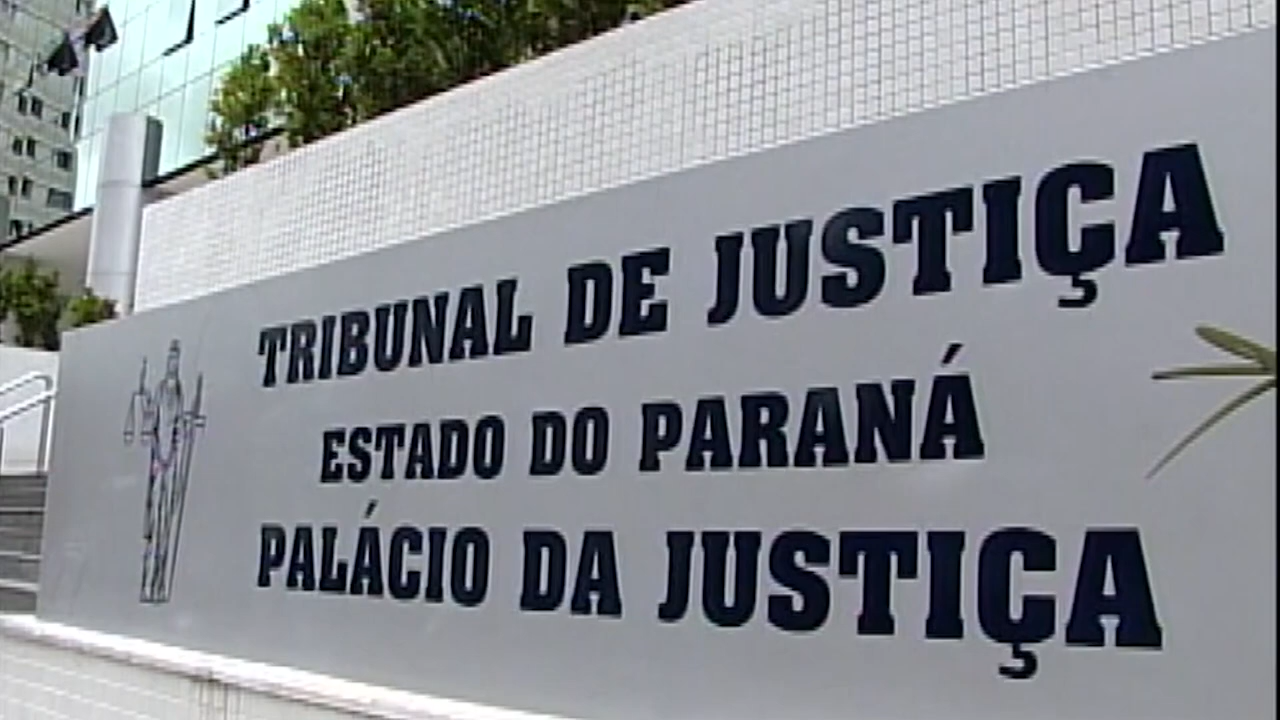 TRIBUNAL DE JUSTIÇA
ESTADO DO PARANÁ
PALÁCIO DA JUSTIÇA